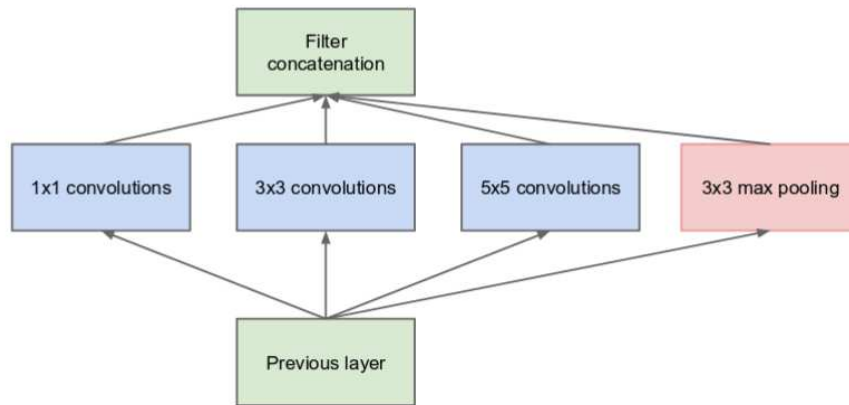 Filter
concatenation
1x1 convolutions
3x3 convolutions
5x5 convolutions
3x3 max pooling
Previous layer